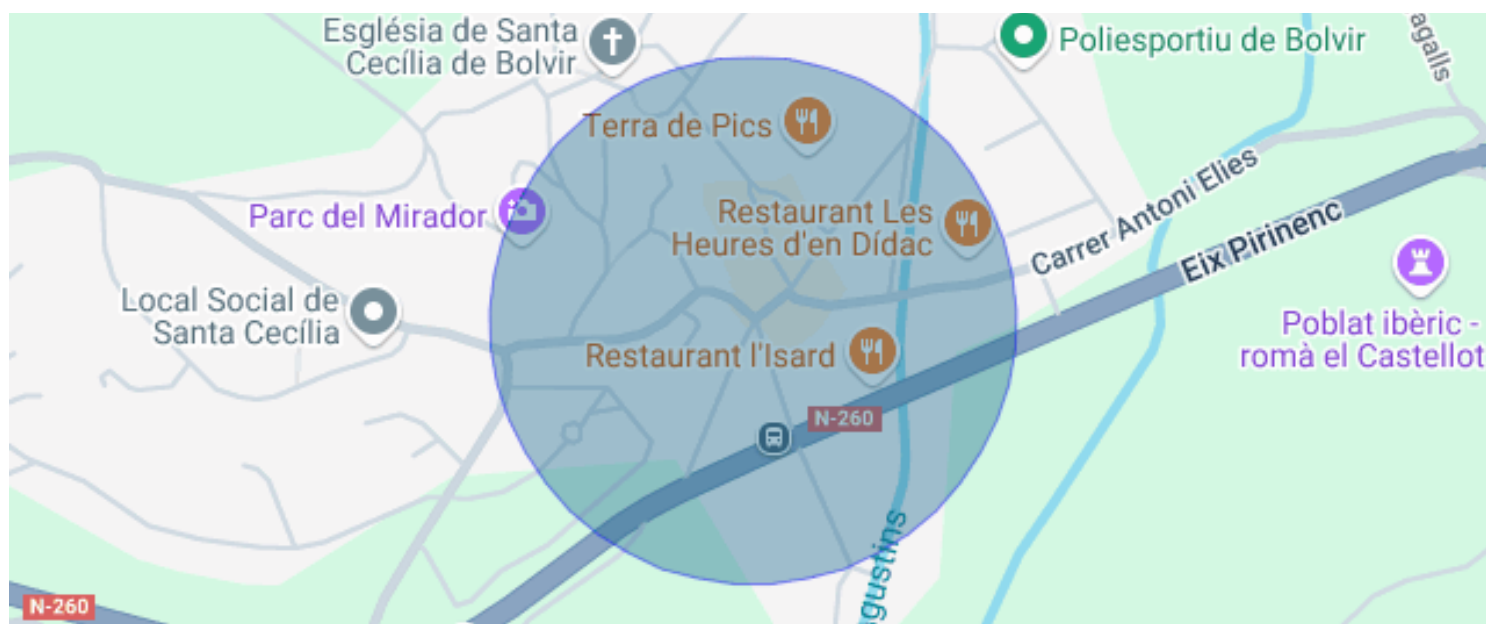 Església de Santa
Cecília de Bolvir
Poliesportiu de Bolvir
Terra de Pics
Parc del Mirador
Restaurant Les
Heures d'en Dídac
Carrer Antoni Elies
Eix Pirinenc
Local Social de
Santa Cecília
Poblat ibèric -
romà el Castellot
Restaurant l'Isard
N-260
N-260